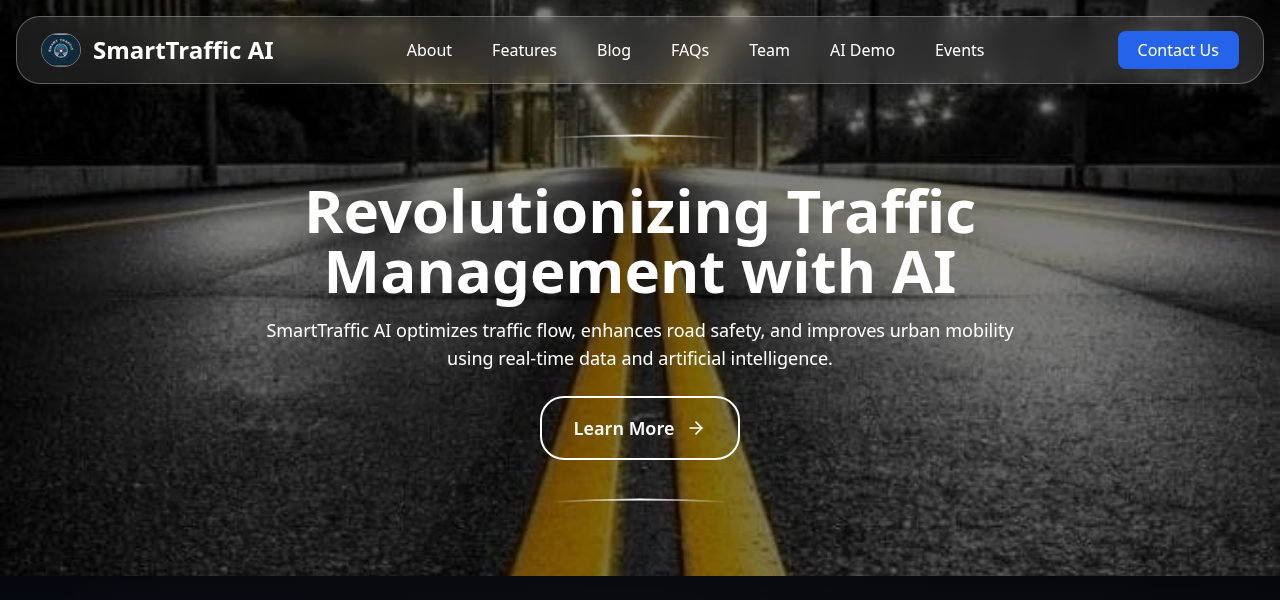 SmartTraffic AI
About
Features
Blog
FAQs
Team
AI Demo
Events
Contact Us
Revolutionizing Traffic
Management with AI
SmartTraffic AI optimizes traffic flow, enhances road safety, and improves urban mobility
using real-time data and artificial intelligence.
Learn More